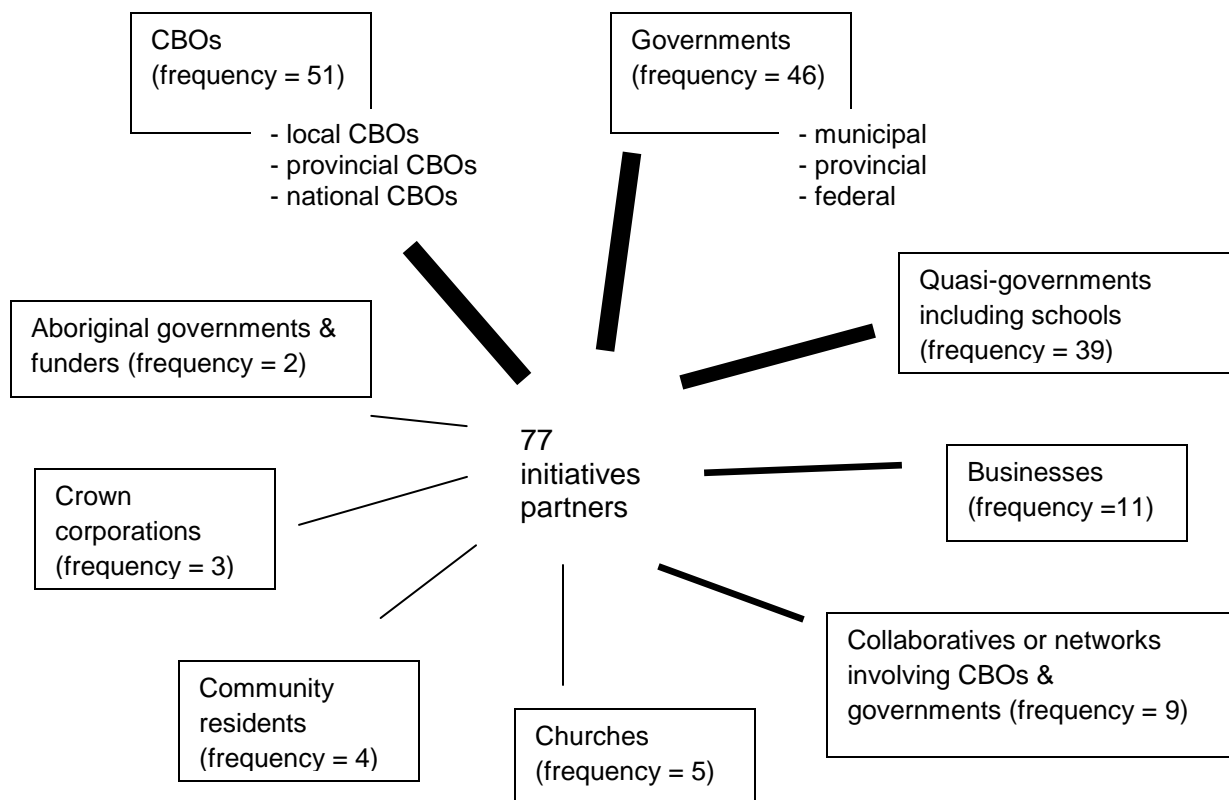 CBOs
(frequency = 51)
- local CBOs
- provincial CBOs
- national CBOs
Governments
(frequency = 46)
- municipal
- provincial
- federal
Quasi-governments
including schools
(frequency = 39)
Aboriginal governments &
funders (frequency = 2)
77
initiatives
partners
Businesses
(frequency =11)
Crown
corporations
(frequency = 3)
Collaboratives or networks
involving CBOs &
governments (frequency = 9)
Community
residents
(frequency = 4)
Churches
(frequency = 5)